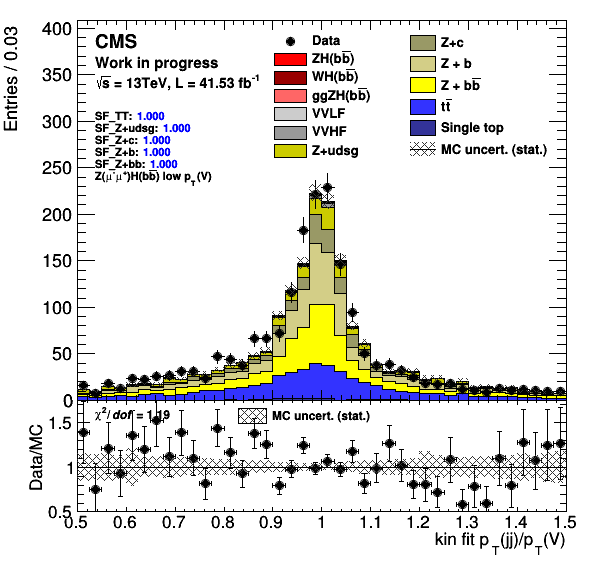 CMS
Work in progress
√s = 13TeV, L = 41.53 fb⁻¹
SF_TT: 1.000
SF_Z+udsg: 1.000
SF_Z+c: 1.000
SF_Z+b: 1.000
SF_Z+bb: 1.000
Z(μ⁻μ⁺)H(bb̅) low p_T(V)
Data
ZH(bb̅)
WH(bb̅)
ggZH(bb̅)
VVLF
VVHF
Z+udsg
Z+c
Z + b
Z + bb̅
tt̅
Single top
MC uncert. (stat.)
Entries / 0.03
400
350
300
250
200
150
100
50
0
χ²/dof = 1.19
MC uncert. (stat.)
Data/MC
1.5
1
0.5
0.5 0.6 0.7 0.8 0.9 1 1.1 1.2 1.3 1.4 1.5
kin fit p_T(jj)/p_T(V)